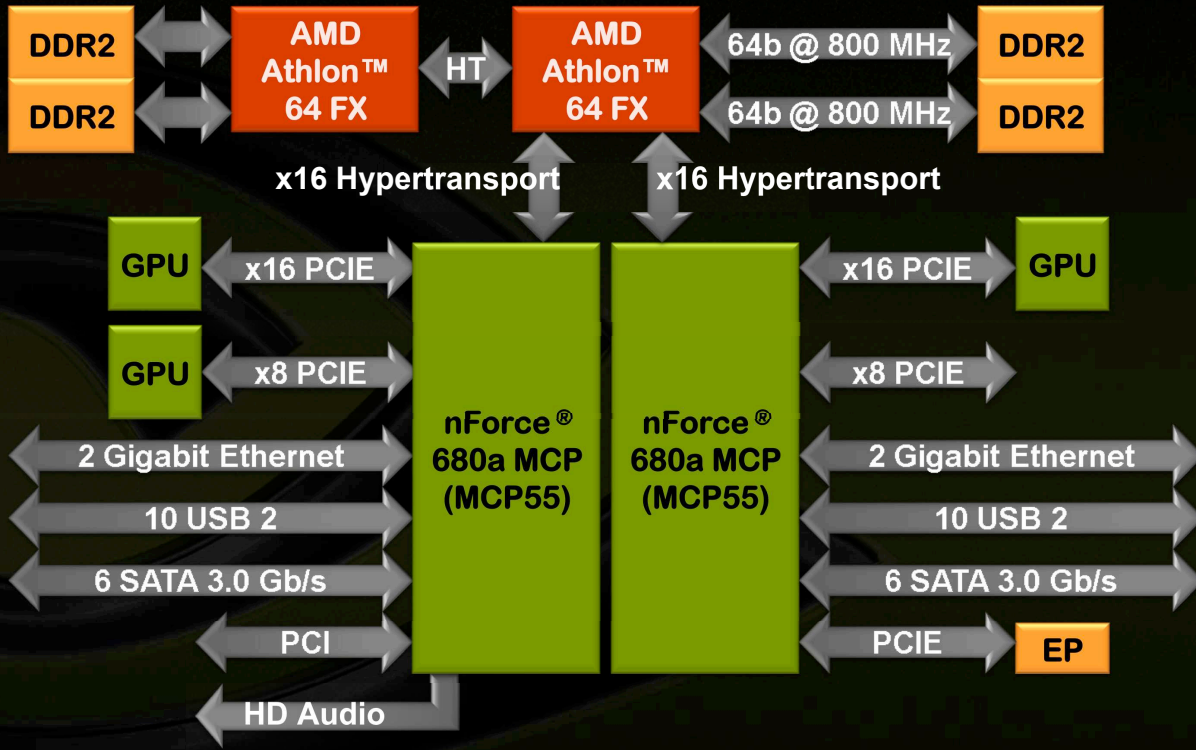 DDR2
DDR2
AMD
Athlon™
64 FX
HT
AMD
Athlon™
64 FX
64b @ 800 MHz
64b @ 800 MHz
DDR2
DDR2
x16 Hypertransport
x16 Hypertransport
GPU
x16 PCIE
GPU
x8 PCIE
2 Gigabit Ethernet
10 USB 2
6 SATA 3.0 Gb/s
PCI
HD Audio
nForce®
680a MCP
(MCP55)
nForce®
680a MCP
(MCP55)
x16 PCIE
GPU
x8 PCIE
2 Gigabit Ethernet
10 USB 2
6 SATA 3.0 Gb/s
PCIE
EP